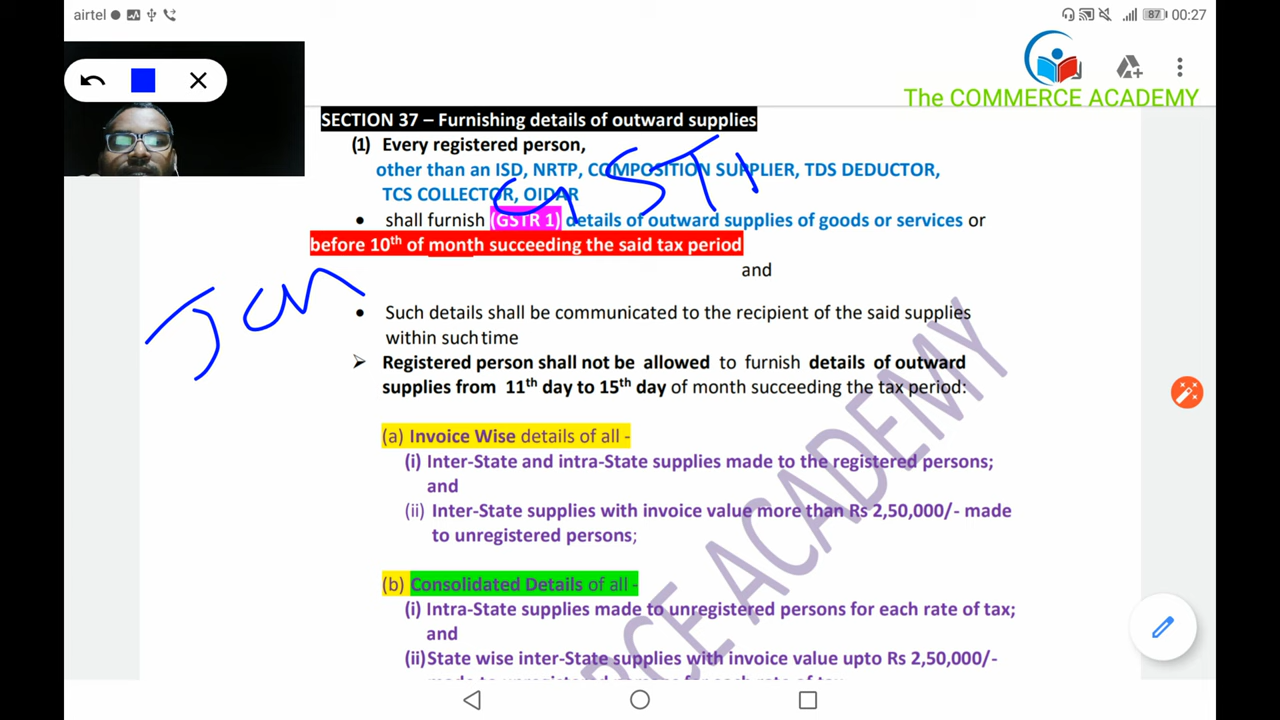 airtel
87 00:27
The COMMERCE ACADEMY
SECTION 37 – Furnishing details of outward supplies
(1) Every registered person,
other than an ISD, NRTP, COMPOSITION SUPPLIER, TDS DEDUCTOR,
TCS COLLECTOR, OIDAR
GST1
• shall furnish (GSTR 1) details of outward supplies of goods or services or
before 10th of month succeeding the said tax period
and
Jan
• Such details shall be communicated to the recipient of the said supplies
within such time
➢ Registered person shall not be allowed to furnish details of outward
supplies from 11th day to 15th day of month succeeding the tax period:
(a) Invoice Wise details of all -
(i) Inter-State and intra-State supplies made to the registered persons;
and
(ii) Inter-State supplies with invoice value more than Rs 2,50,000/- made
to unregistered persons;
(b) Consolidated Details of all -
(i) Intra-State supplies made to unregistered persons for each rate of tax;
and
(ii) State wise inter-State supplies with invoice value upto Rs 2,50,000/-
RCE ACADEMY